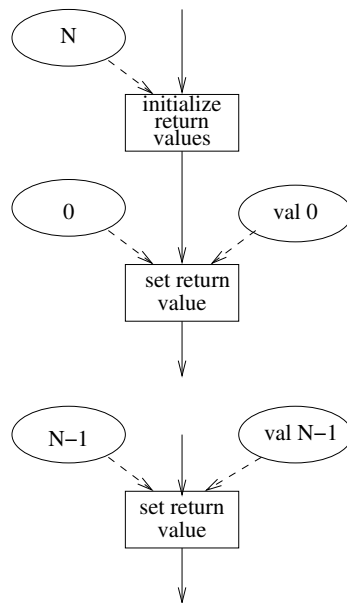 N
initialize
return
values
0
val 0
set return
value
N−1
val N−1
set return
value